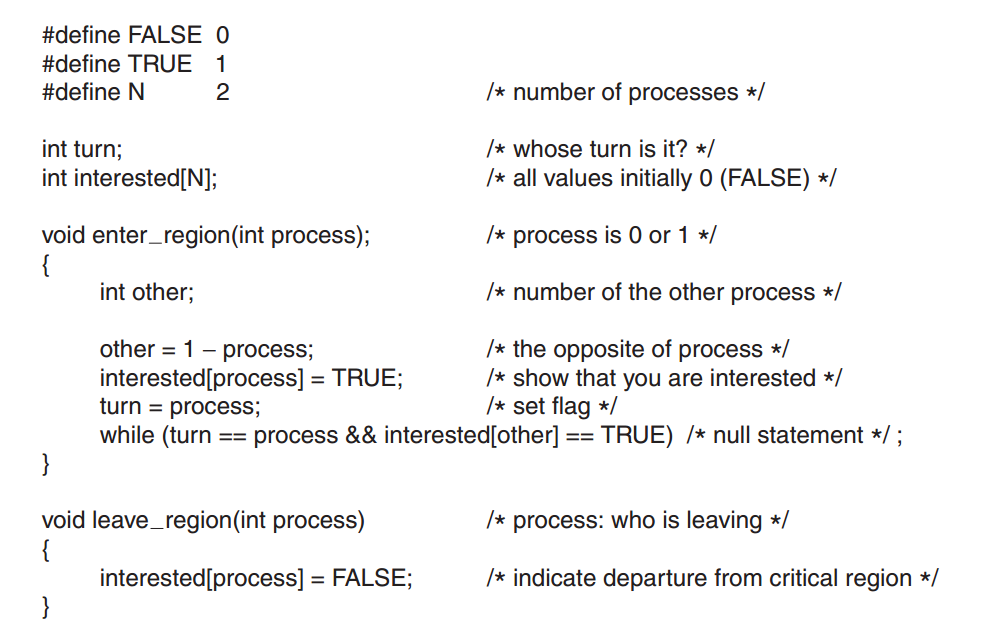 #define FALSE 0
#define TRUE 1
#define N 2 /* number of processes */
int turn; /* whose turn is it? */
int interested[N]; /* all values initially 0 (FALSE) */
void enter_region(int process); /* process is 0 or 1 */
{
int other; /* number of the other process */
other = 1 − process; /* the opposite of process */
interested[process] = TRUE; /* show that you are interested */
turn = process; /* set flag */
while (turn == process && interested[other] == TRUE) /* null statement */ ;
}
void leave_region(int process) /* process: who is leaving */
{
interested[process] = FALSE; /* indicate departure from critical region */
}